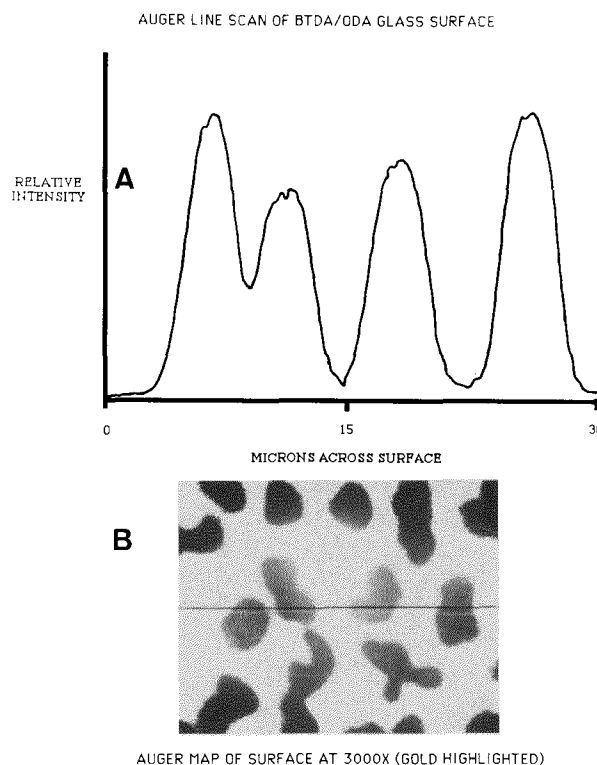 AUGER LINE SCAN OF BTDA/ODA GLASS SURFACE
A
RELATIVE
INTENSITY
0
15
30
MICRONS ACROSS SURFACE
B
AUGER MAP OF SURFACE AT 3000X (GOLD HIGHLIGHTED)